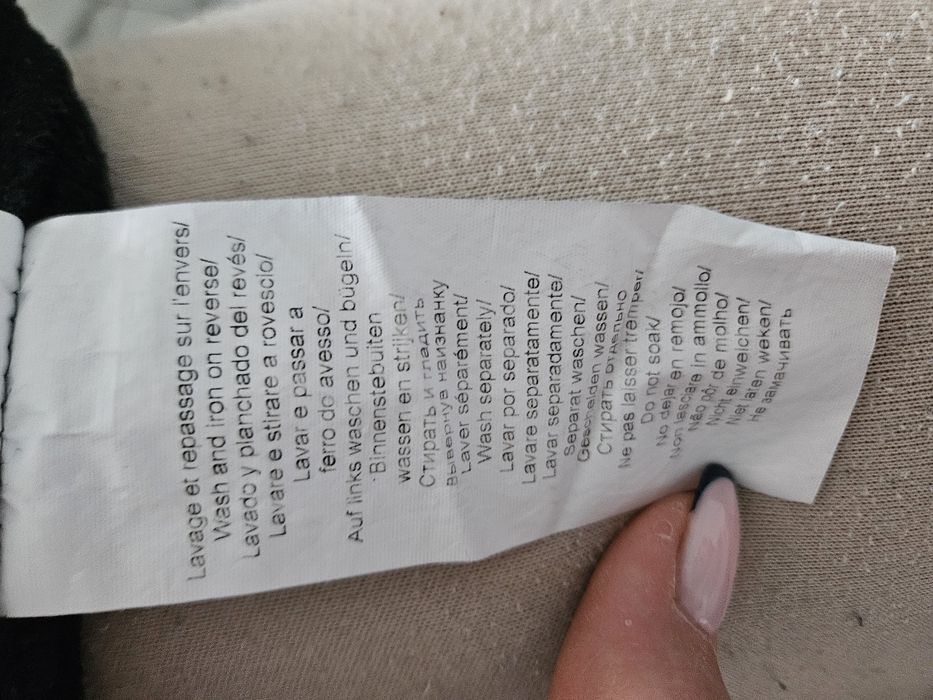 Lavage et repassage sur l'envers/
Wash and iron on reverse/
Lavado y planchado del revés/
Lavare e stirare a rovescio/
Lavar e passar a
ferro do avesso/
Auf links waschen und bügeln/
Binnenstebuiten
wassen en strijken/
Стирать и гладить
вывернув наизнанку
Laver séparément/
Wash separately/
Lavar por separado/
Lavare separatamente/
Lavar separadamente/
Separat waschen/
Gescheiden wassen/
Стирать отдельно
Ne pas laisser tremper/
Do not soak/
No dejar en remojo/
Non lasciare in ammollo/
Não pôr de molho/
Nicht einweichen/
Niet laten weken/
Не замачивать